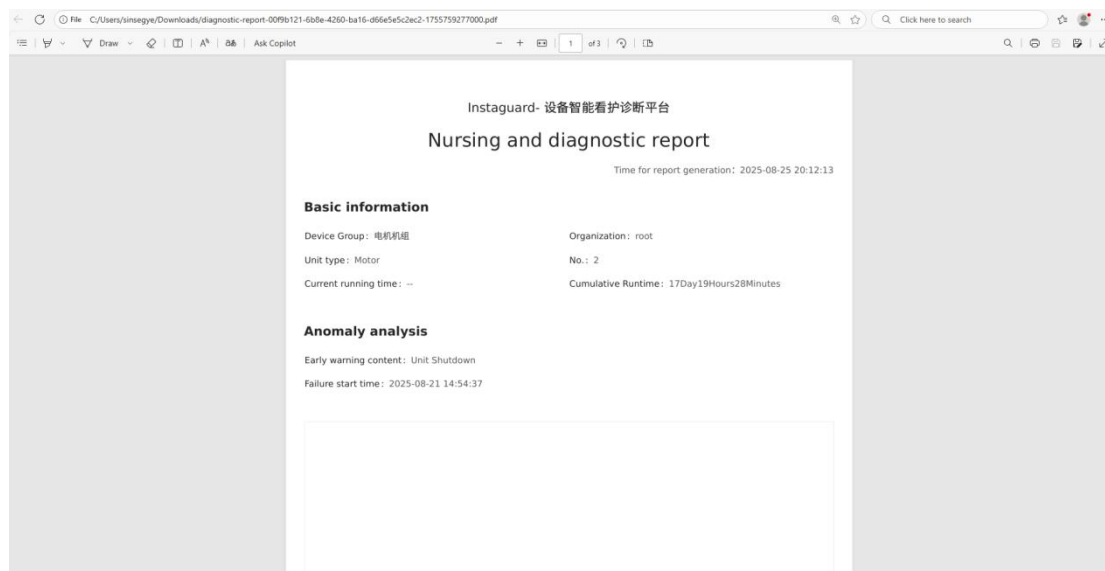 File C:/Users/sinsegye/Downloads/diagnostic-report-00f9b121-6b8e-4260-ba16-d66e5e5c2ec2-1755759277000.pdf
Click here to search
Draw
Ask Copilot
1 of 3
Instaguard- 设备智能看护诊断平台
Nursing and diagnostic report
Time for report generation：2025-08-25 20:12:13
Basic information
Device Group：电机机组 Organization：root
Unit type：Motor No.：2
Current running time：-- Cumulative Runtime：17Day19Hours28Minutes
Anomaly analysis
Early warning content：Unit Shutdown
Failure start time：2025-08-21 14:54:37